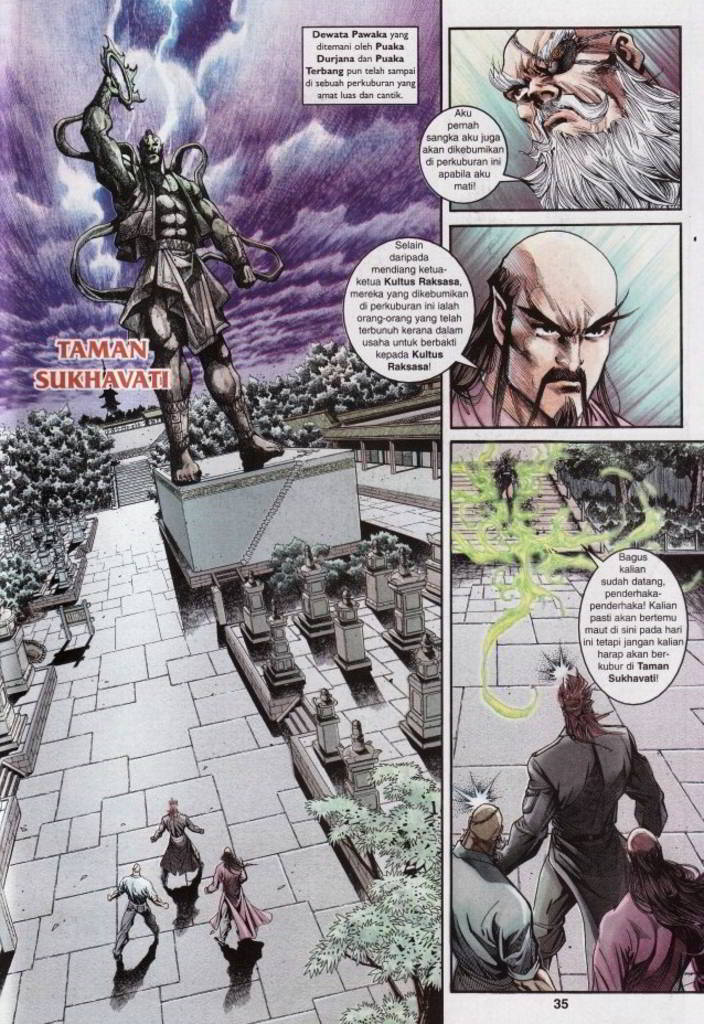 Dewata Pawaka yang
ditemani oleh Puaka
Durjana dan Puaka
Terbang pun telah sampai
di sebuah perkuburan yang
amat luas dan cantik.
TAMAN
SUKHAVATI
Aku
pernah
sangka aku juga
akan dikebumikan
di perkuburan ini
apabila aku
mati!
Selain
daripada
mendiang ketua-
ketua Kultus Raksasa,
mereka yang dikebumikan
di perkuburan ini ialah
orang-orang yang telah
terbunuh kerana dalam
usaha untuk berbakti
kepada Kultus
Raksasa!
Bagus
kalian
sudah datang,
penderhaka-
penderhaka! Kalian
pasti akan menemui
maut di sini pada hari
ini tetapi jangan kalian
harap akan ber-
kubur di Taman
Sukhavati!
35